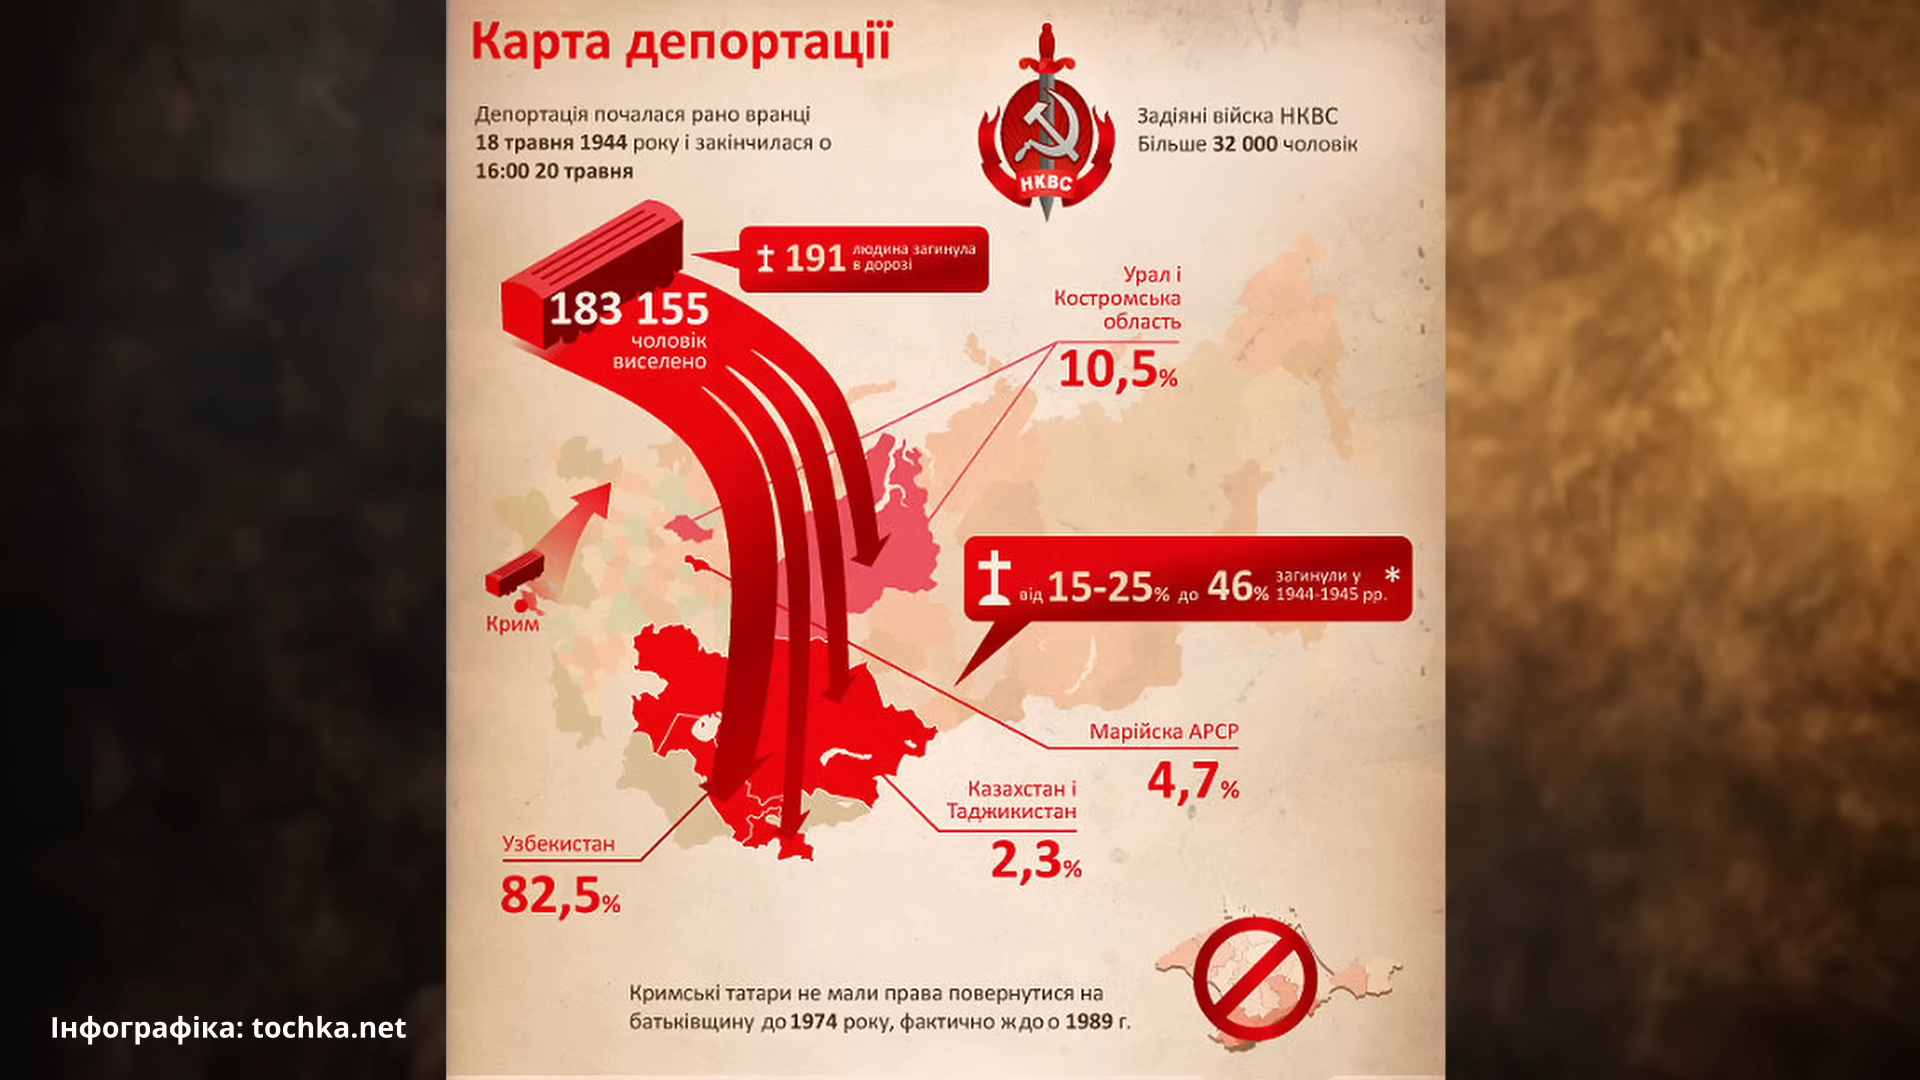 Карта депортації
Депортація почалася рано вранці
18 травня 1944 року і закінчилася о
16:00 20 травня
НКВС
Задіяні війска НКВС
Більше 32 000 чоловік
191 людина загинула
в дорозі
183 155
чоловік
виселено
Урал і
Костромська
область
10,5%
від 15-25% до 46% загинули у
1944-1945 рр. *
Крим
Марійска АРСР
4,7%
Казахстан і
Таджикистан
2,3%
Узбекистан
82,5%
Кримські татари не мали права повернутися на
батьківщину до 1974 року, фактично ж до о 1989 г.
Інфографіка: tochka.net